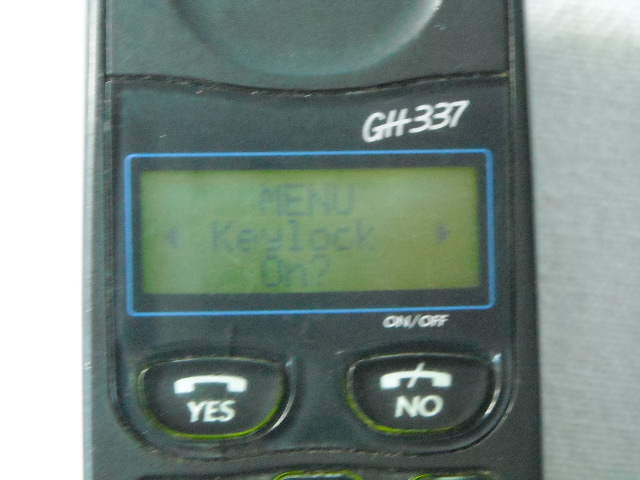 GH337
MENU
Keylock
On?
ON/OFF
YES
NO